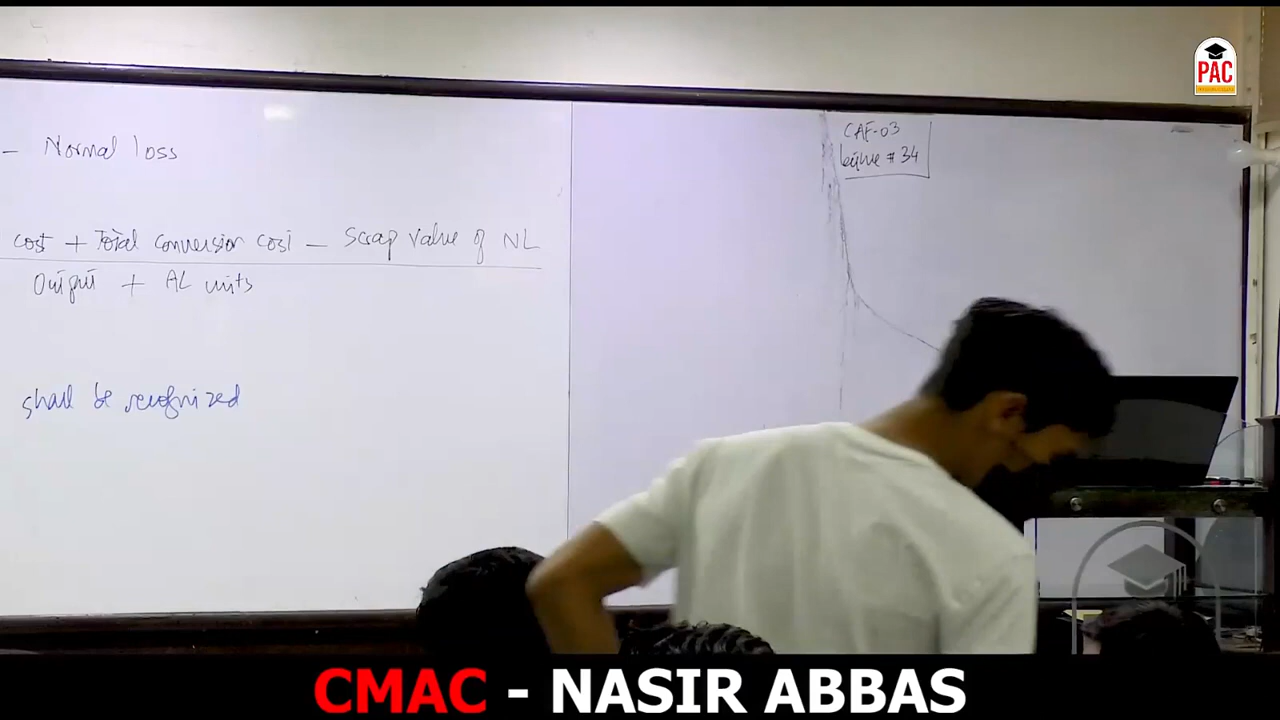 - Normal loss
cost + Total conversion cost - Scrap value of NL
Output + AL units
shall be recognized
CAF-03
# 34
PAC
CMAC - NASIR ABBAS